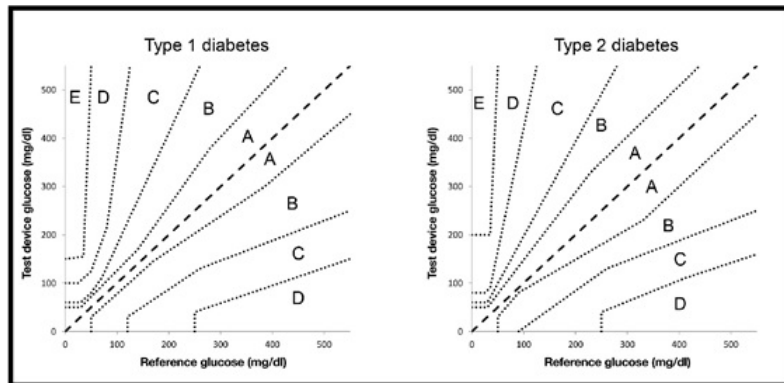 Type 1 diabetes
Test device glucose (mg/dl)
500
400
300
200
100
0
E D C B
A
A
B
C
D
0 100 200 300 400 500
Reference glucose (mg/dl)
Type 2 diabetes
Test device glucose (mg/dl)
500
400
300
200
100
0
E D C B
A
A
B
C
D
0 100 200 300 400 500
Reference glucose (mg/dl)